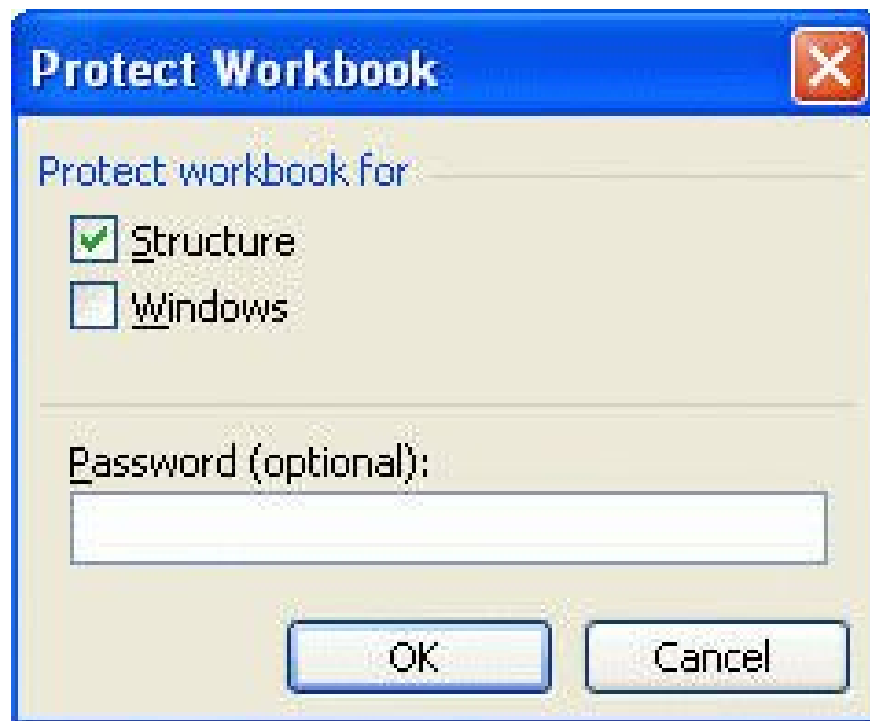 Protect Workbook
Protect workbook for
Structure
Windows
Password (optional):
OK
Cancel